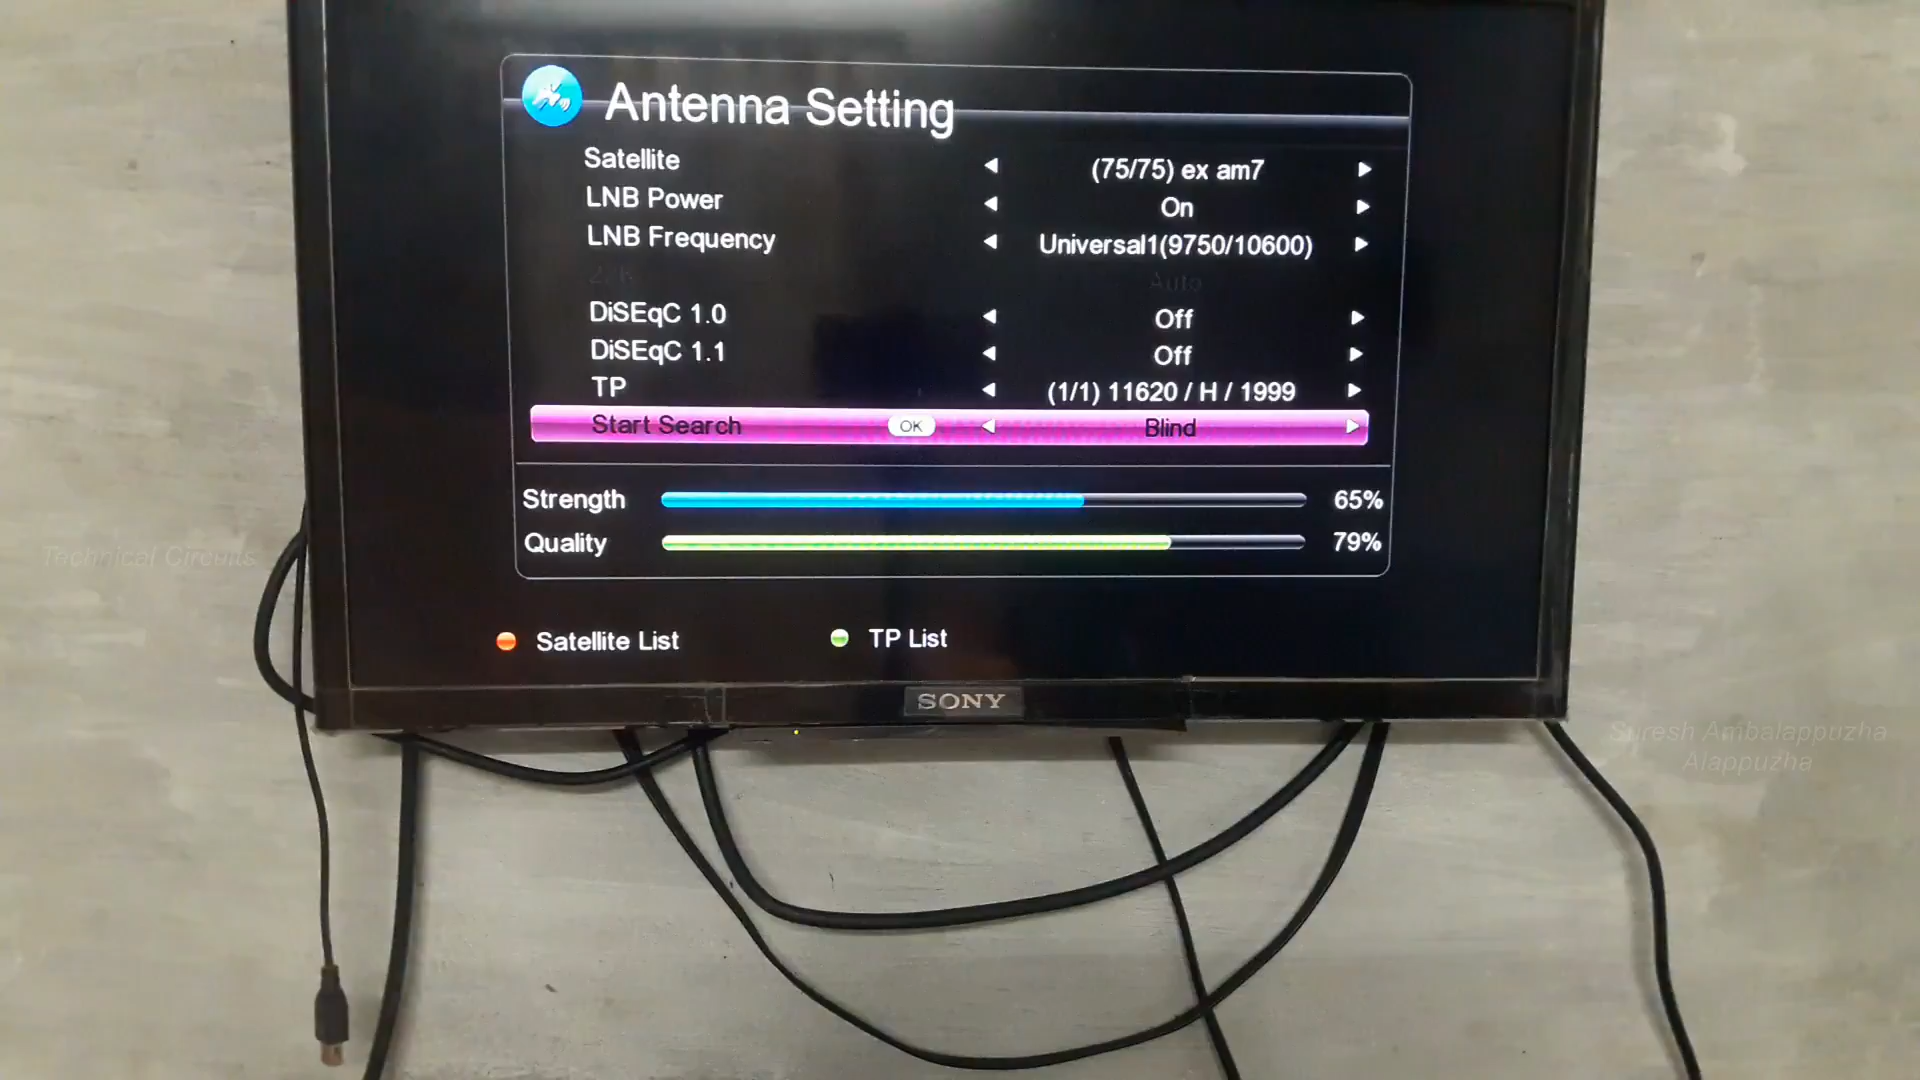 Antenna Setting
Satellite (75/75) ex am7
LNB Power On
LNB Frequency Universal1(9750/10600)
22K Auto
DiSEqC 1.0 Off
DiSEqC 1.1 Off
TP (1/1) 11620 / H / 1999
Start Search OK Blind
Strength 65%
Quality 79%
Satellite List TP List
SONY
Technical Circuits
Suresh Ambalappuzha
Alappuzha